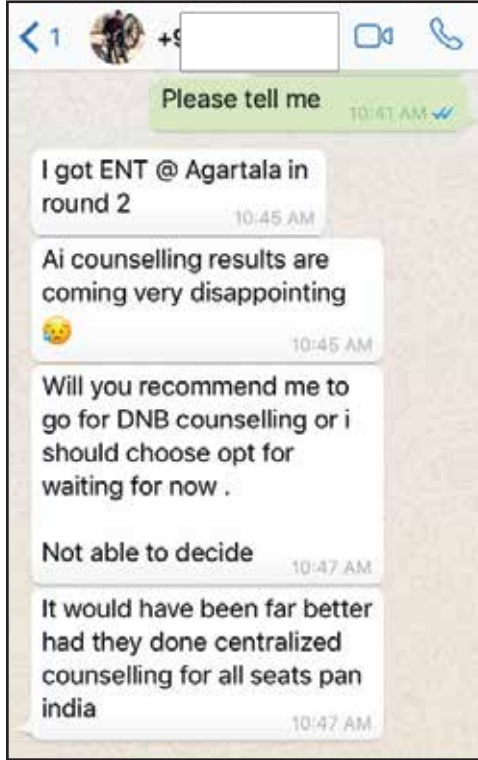 1
+9
Please tell me
10:41 AM
I got ENT @ Agartala in
round 2
10:45 AM
Ai counselling results are
coming very disappointing
😥
10:45 AM
Will you recommend me to
go for DNB counselling or i
should choose opt for
waiting for now .
Not able to decide
10:47 AM
It would have been far better
had they done centralized
counselling for all seats pan
india
10:47 AM